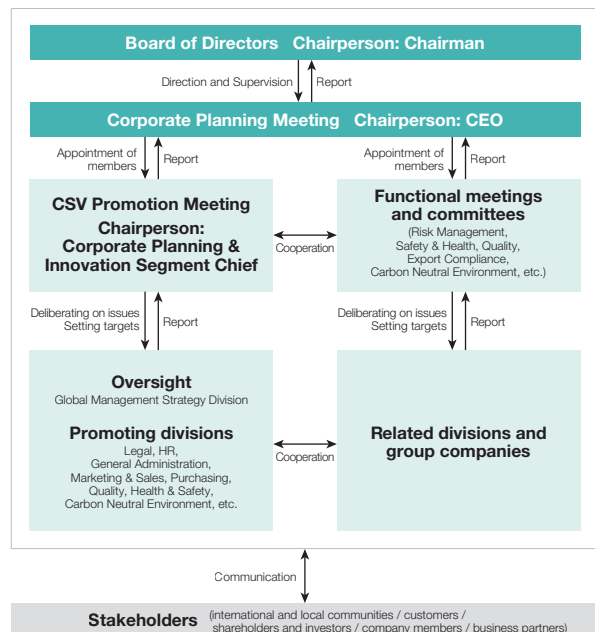 Board of Directors Chairperson: Chairman
Direction and Supervision
Report
Corporate Planning Meeting Chairperson: CEO
Appointment of
members
Report
Appointment of
members
Report
CSV Promotion Meeting
Chairperson:
Corporate Planning &
Innovation Segment Chief
Cooperation
Functional meetings
and committees
(Risk Management,
Safety & Health, Quality,
Export Compliance,
Carbon Neutral Environment, etc.)
Deliberating on issues
Setting targets
Report
Deliberating on issues
Setting targets
Report
Oversight
Global Management Strategy Division
Promoting divisions
Legal, HR,
General Administration,
Marketing & Sales, Purchasing,
Quality, Health & Safety,
Carbon Neutral Environment, etc.
Cooperation
Related divisions and
group companies
Communication
Stakeholders (international and local communities / customers /
shareholders and investors / company members / business partners)